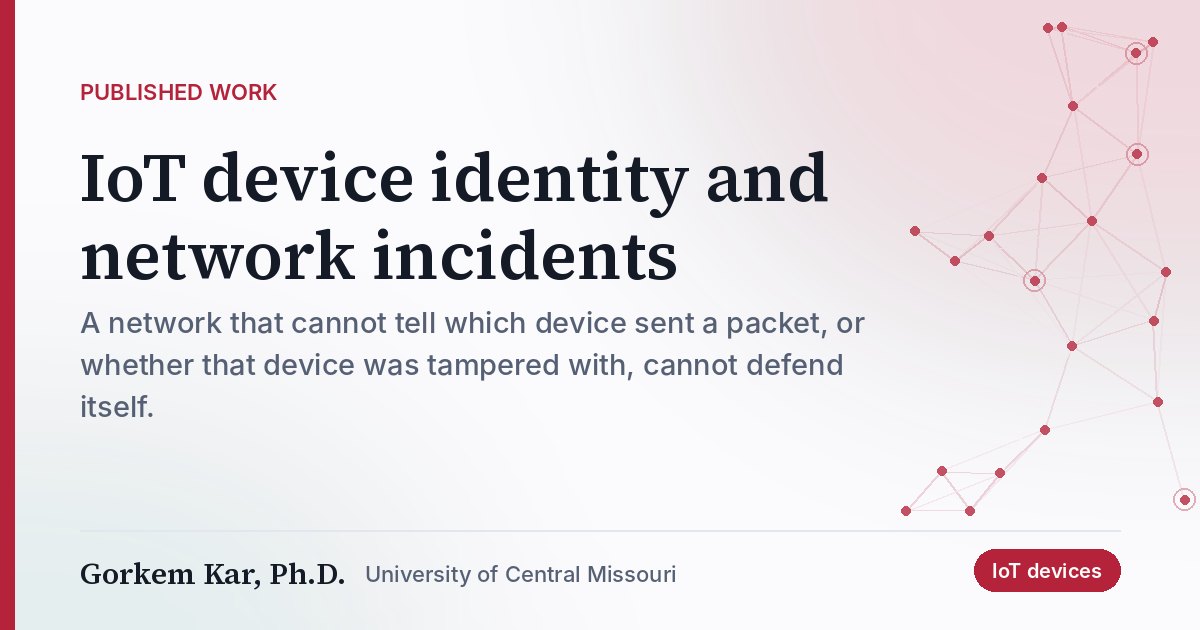 PUBLISHED WORK
IoT device identity and
network incidents
A network that cannot tell which device sent a packet, or
whether that device was tampered with, cannot defend
itself.
Gorkem Kar, Ph.D. University of Central Missouri
IoT devices